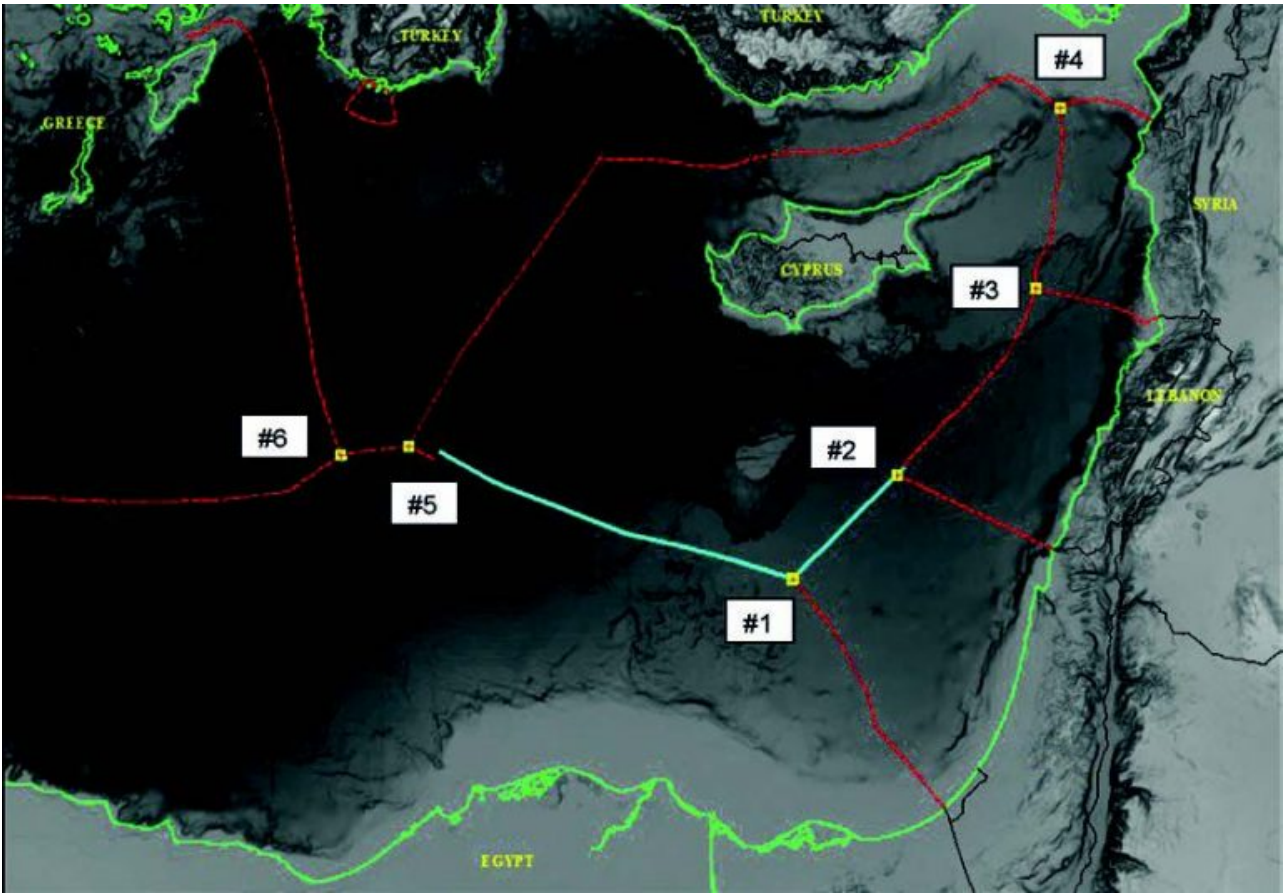 TURKEY
TURKEY
#4
GREECE
SYRIA
CYPRUS
#3
LEBANON
#6
#2
#5
#1
EGYPT